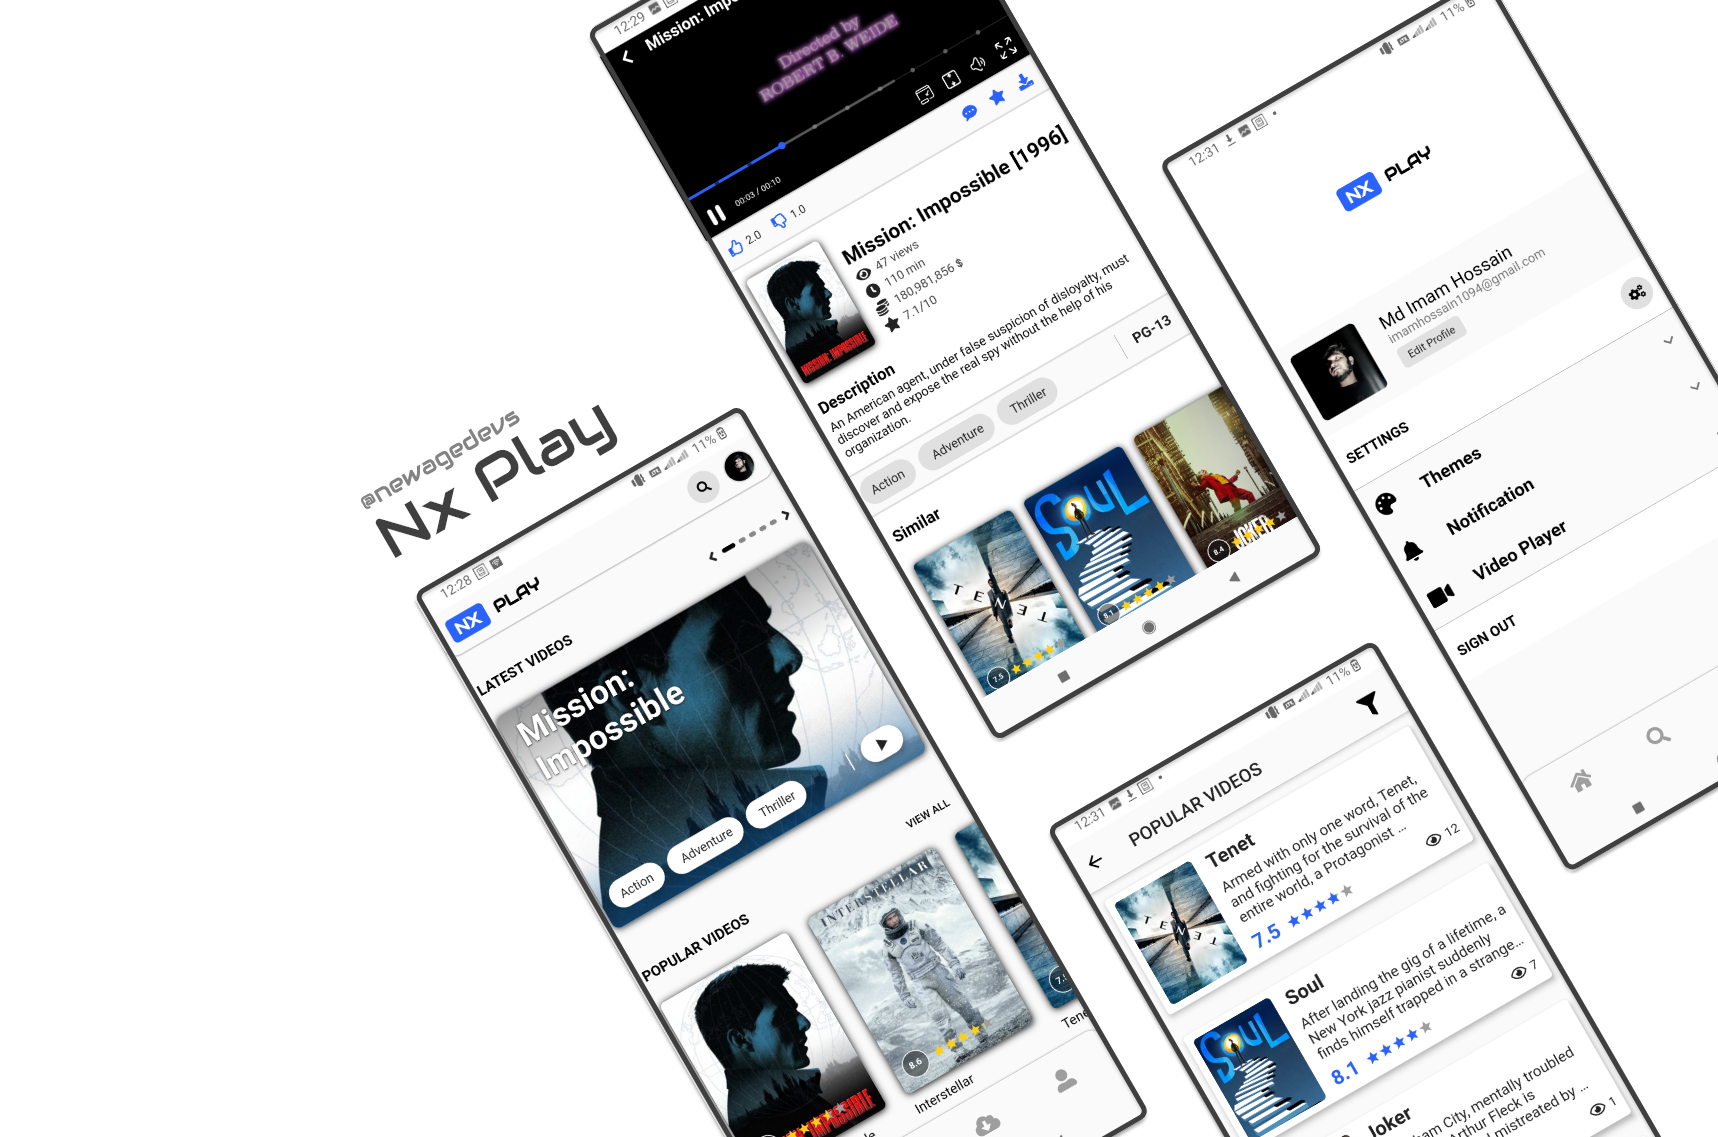 @newagedevs
Nx Play
12:28
11%
NX PLAY
LATEST VIDEOS
Mission:
Impossible
Action
Adventure
Thriller
VIEW ALL
POPULAR VIDEOS
INTERSTELLAR
8.6
Interstellar
12:29
Directed by
ROBERT B. WEIDE
00:03 / 00:10
2.0
1.0
Mission: Impossible [1996]
47 views
110 min
180,981,856 $
7.1/10
MISSION: IMPOSSIBLE
Description
An American agent, under false suspicion of disloyalty, must
discover and expose the real spy without the help of his
organization.
Action
Adventure
Thriller
PG-13
Similar
TENET
7.5
SOUL
8.1
JOKER
8.4
12:31
11%
NX PLAY
Md Imam Hossain
imamhossain1094@gmail.com
Edit Profile
SETTINGS
Themes
Notification
Video Player
SIGN OUT
12:31
11%
POPULAR VIDEOS
TENET
Tenet
Armed with only one word, Tenet,
and fighting for the survival of the
entire world, a Protagonist ...
7.5
12
SOUL
Soul
After landing the gig of a lifetime, a
New York jazz pianist suddenly
finds himself trapped in a strange...
8.1
7
Joker
City, mentally troubled
Arthur Fleck is
mistreated by ...
1